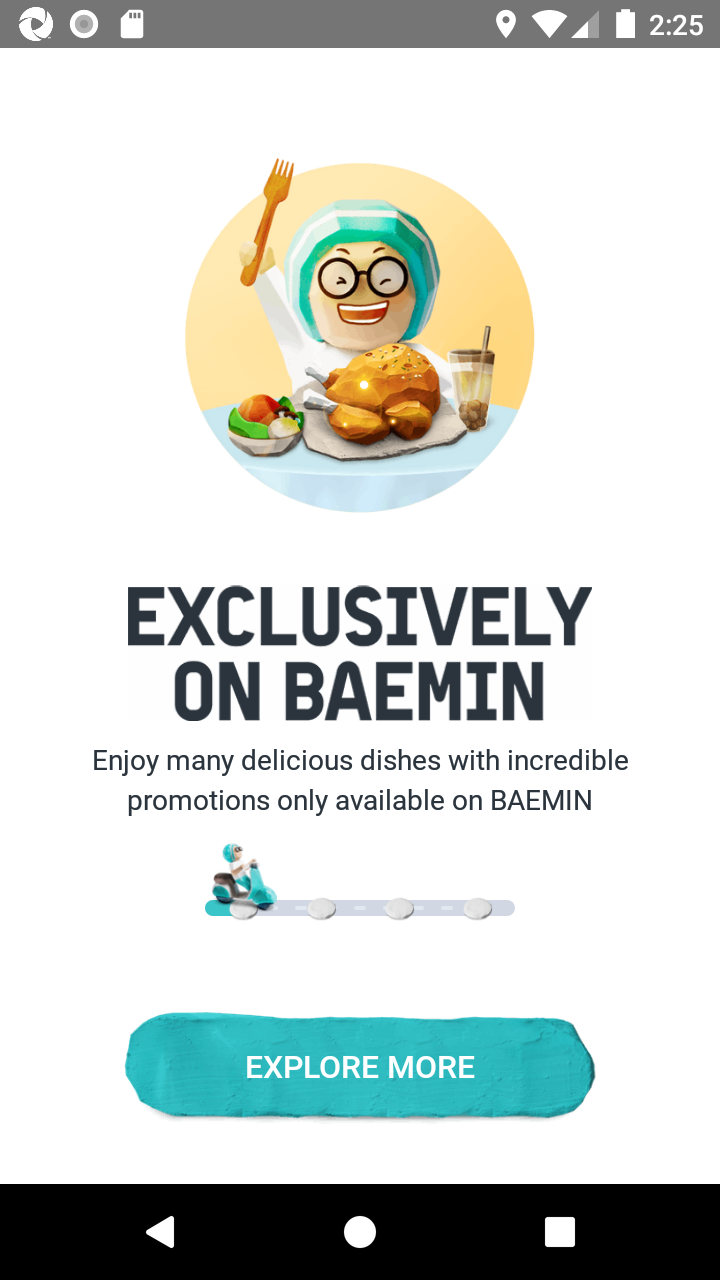 2:25
EXCLUSIVELY
ON BAEMIN
Enjoy many delicious dishes with incredible
promotions only available on BAEMIN
EXPLORE MORE